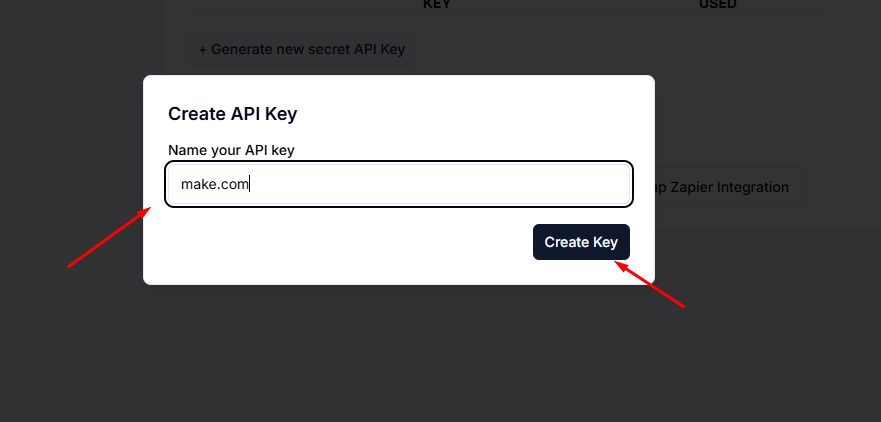 KEY USED
+ Generate new secret API Key
Create API Key
Name your API key
make.com
Zapier Integration
Create Key